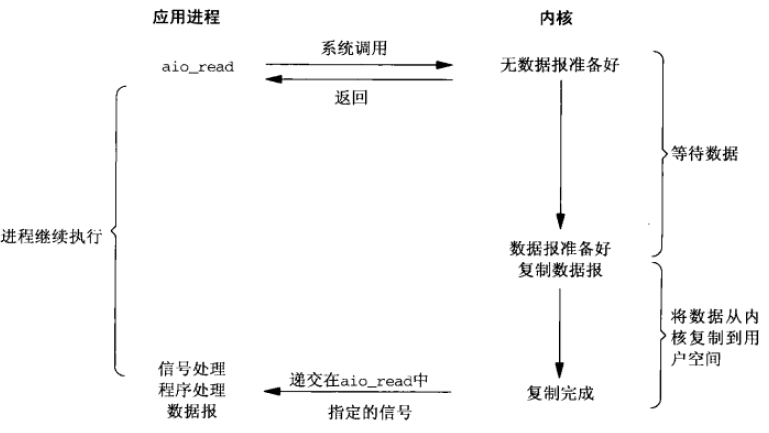 应用进程
内核
系统调用
aio_read
无数据报准备好
返回
等待数据
进程继续执行
数据报准备好
复制数据报
将数据从内
核复制到用
户空间
信号处理
程序处理
数据报
递交在aio_read中
指定的信号
复制完成